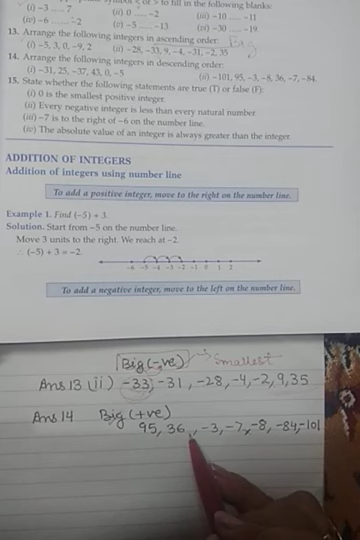 (i) −3 ..... 7 (ii) 0 ..... −2 (iii) −10 ..... −11
(iv) −6 ..... −2 (v) −5 ..... −13 (vi) −30 ..... −19.
13. Arrange the following integers in ascending order: Big
(i) −5, 3, 0, −9, 2 (ii) −28, −33, 9, −4, −31, −2, 35
14. Arrange the following integers in descending order:
(i) −31, 25, −37, 43, 0, −5 (ii) −101, 95, −3, −8, 36, −7, −84.
15. State whether the following statements are true (T) or false (F):
(i) 0 is the smallest positive integer.
(ii) Every negative integer is less than every natural number.
(iii) −7 is to the right of −6 on the number line.
(iv) The absolute value of an integer is always greater than the integer.
ADDITION OF INTEGERS
Addition of integers using number line
To add a positive integer, move to the right on the number line.
Example 1. Find (−5) + 3.
Solution. Start from −5 on the number line.
Move 3 units to the right. We reach at −2.
∴ (−5) + 3 = −2.
−6 −5 −4 −3 −2 −1 0 1 2
To add a negative integer, move to the left on the number line.
Big (-ve) → Smallest
Ans 13 (ii) −33, −31, −28, −4, −2, 9, 35
Ans 14 Big (+ve)
95, 36, , −3, −7, −8, −84, −101